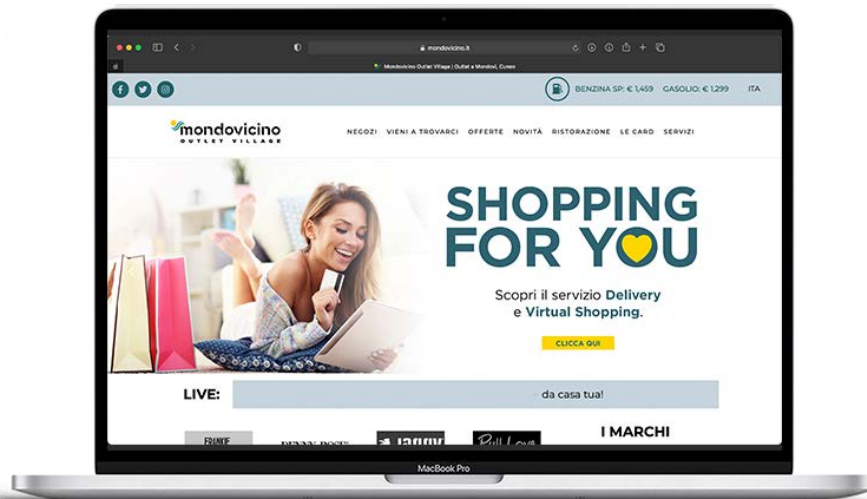 mondovicino.it
Mondovicino Outlet Village | Outlet a Mondovì, Cuneo
BENZINA SP: € 1,459 GASOLIO: € 1,299 ITA
mondovicino
OUTLET VILLAGE
NEGOZI VIENI A TROVARCI OFFERTE NOVITÀ RISTORAZIONE LE CARD SERVIZI
SHOPPING
FOR YOU
Scopri il servizio Delivery
e Virtual Shopping.
CLICCA QUI
LIVE: da casa tua!
I MARCHI
MacBook Pro